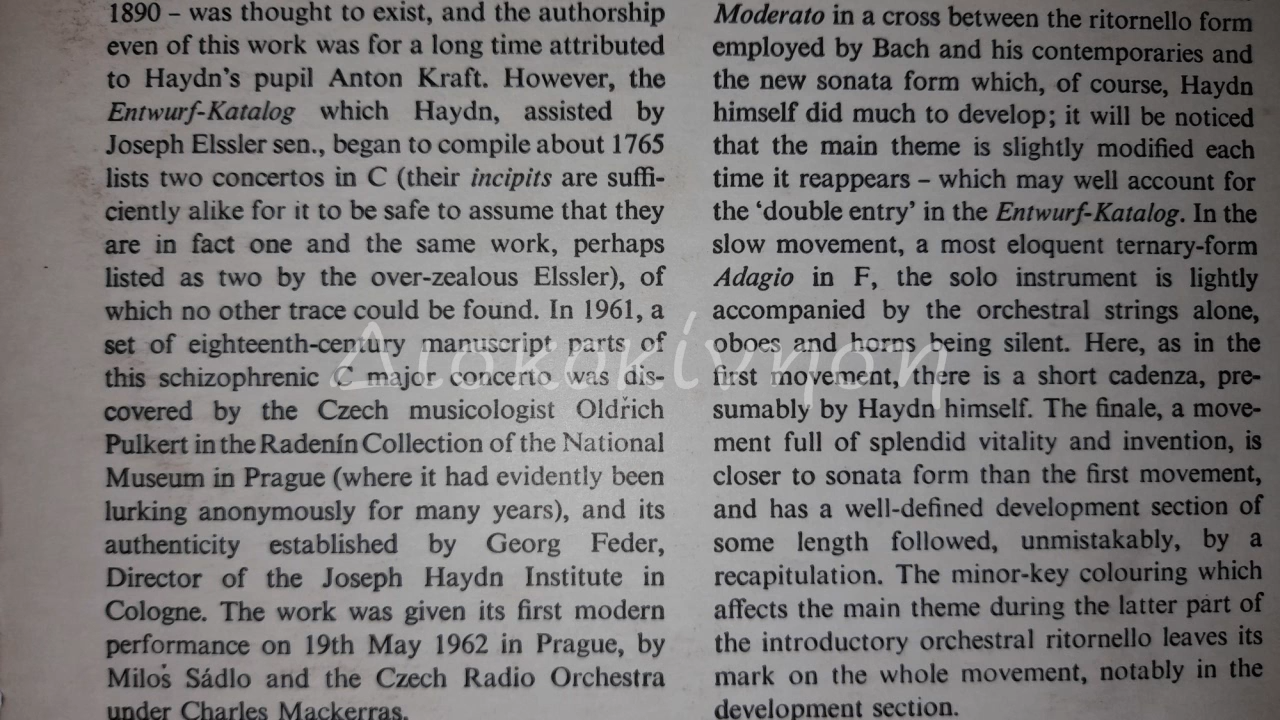 1890 – was thought to exist, and the authorship
even of this work was for a long time attributed
to Haydn's pupil Anton Kraft. However, the
Entwurf-Katalog which Haydn, assisted by
Joseph Elssler sen., began to compile about 1765
lists two concertos in C (their incipits are suffi-
ciently alike for it to be safe to assume that they
are in fact one and the same work, perhaps
listed as two by the over-zealous Elssler), of
which no other trace could be found. In 1961, a
set of eighteenth-century manuscript parts of
this schizophrenic C major concerto was dis-
covered by the Czech musicologist Oldřich
Pulkert in the Radenín Collection of the National
Museum in Prague (where it had evidently been
lurking anonymously for many years), and its
authenticity established by Georg Feder,
Director of the Joseph Haydn Institute in
Cologne. The work was given its first modern
performance on 19th May 1962 in Prague, by
Miloš Sádlo and the Czech Radio Orchestra
under Charles Mackerras.
Moderato in a cross between the ritornello form
employed by Bach and his contemporaries and
the new sonata form which, of course, Haydn
himself did much to develop; it will be noticed
that the main theme is slightly modified each
time it reappears – which may well account for
the 'double entry' in the Entwurf-Katalog. In the
slow movement, a most eloquent ternary-form
Adagio in F, the solo instrument is lightly
accompanied by the orchestral strings alone,
oboes and horns being silent. Here, as in the
first movement, there is a short cadenza, pre-
sumably by Haydn himself. The finale, a move-
ment full of splendid vitality and invention, is
closer to sonata form than the first movement,
and has a well-defined development section of
some length followed, unmistakably, by a
recapitulation. The minor-key colouring which
affects the main theme during the latter part of
the introductory orchestral ritornello leaves its
mark on the whole movement, notably in the
development section.
Δισκοκίνηση